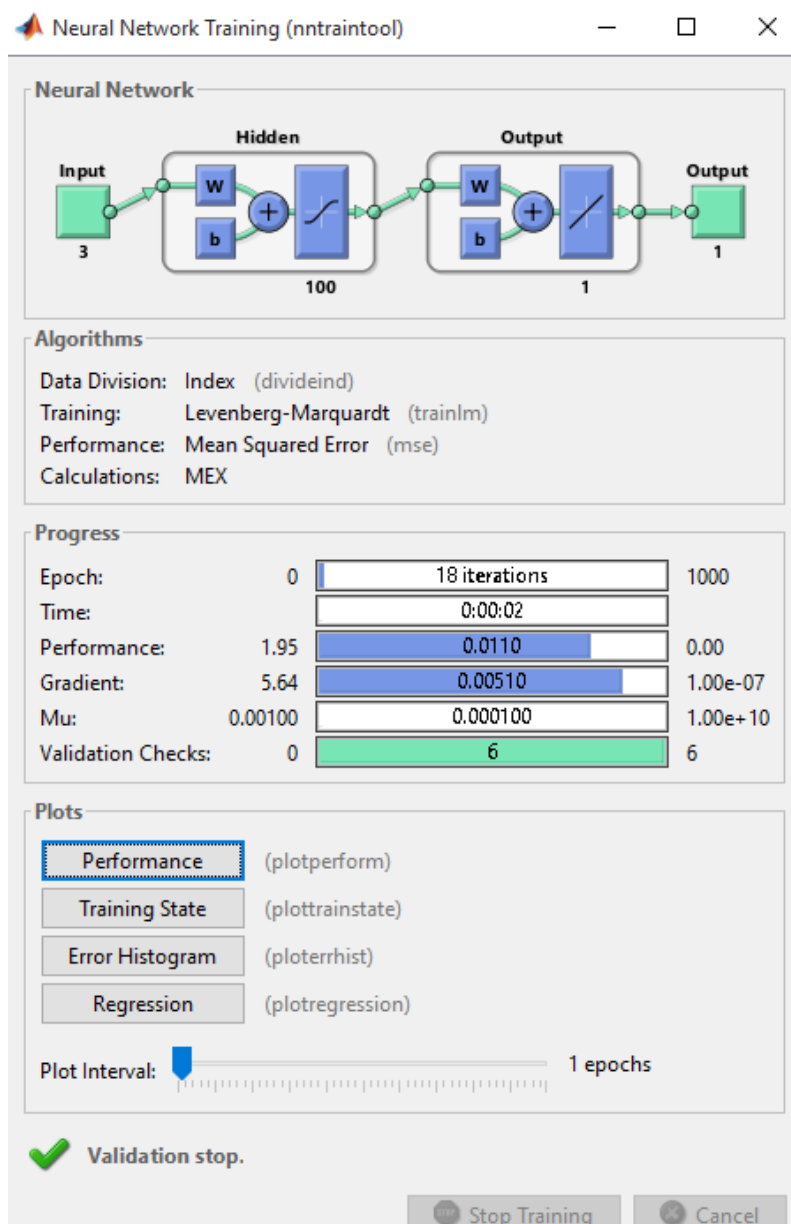 Neural Network Training (nntraintool)
Neural Network
Hidden Output
Input W b + W b + Output
3 100 1 1
Algorithms
Data Division: Index (divideind)
Training: Levenberg-Marquardt (trainlm)
Performance: Mean Squared Error (mse)
Calculations: MEX
Progress
Epoch: 0 18 iterations 1000
Time: 0:00:02
Performance: 1.95 0.0110 0.00
Gradient: 5.64 0.00510 1.00e-07
Mu: 0.00100 0.000100 1.00e+10
Validation Checks: 0 6 6
Plots
Performance (plotperform)
Training State (plottrainstate)
Error Histogram (ploterrhist)
Regression (plotregression)
Plot Interval: 1 epochs
Validation stop.
Stop Training Cancel